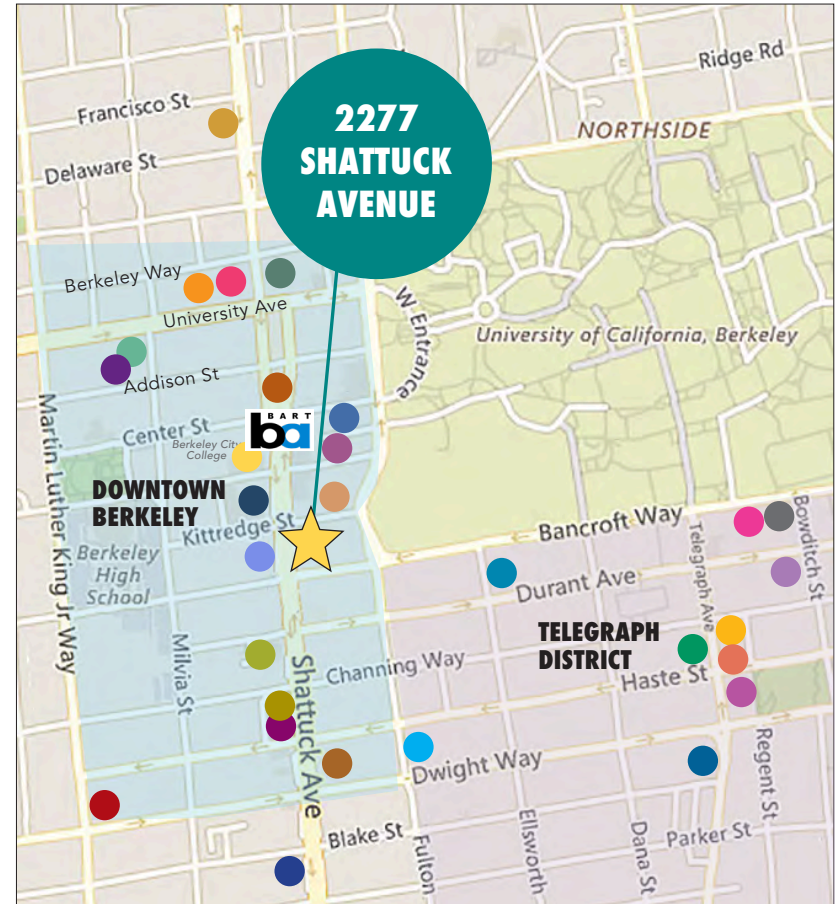 Ridge Rd
Francisco St
2277
SHATTUCK
AVENUE
NORTHSIDE
Delaware St
Berkeley Way
University Ave
W Entrance
University of California, Berkeley
Addison St
BART
ba
Center St
Berkeley City
College
Martin Luther King Jr Way
DOWNTOWN
BERKELEY
Kittredge St
Bancroft Way
Bowditch St
Telegraph Ave
Berkeley
High
School
Durant Ave
TELEGRAPH
DISTRICT
Milvia St
Shattuck Ave
Channing Way
Haste St
Dwight Way
Regent St
Blake St
Fulton
Ellsworth
Dana St
Parker St